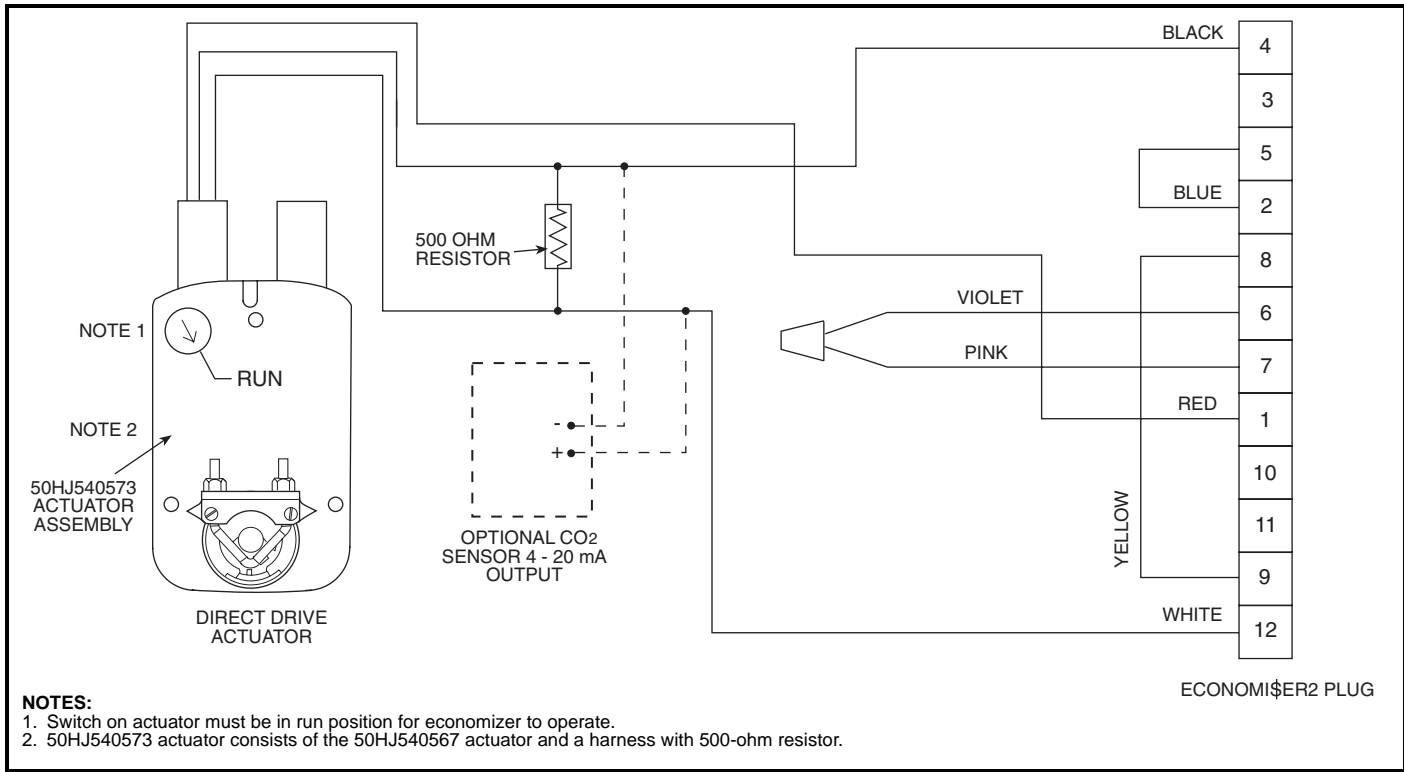 BLACK
4
3
5
BLUE
2
8
500 OHM
RESISTOR
VIOLET
6
NOTE 1
PINK
7
RUN
RED
1
NOTE 2
-
+
10
50HJ540573
ACTUATOR
ASSEMBLY
11
YELLOW
OPTIONAL CO2
SENSOR 4 - 20 mA
OUTPUT
9
DIRECT DRIVE
ACTUATOR
WHITE
12
ECONOMI$ER2 PLUG
NOTES:
1. Switch on actuator must be in run position for economizer to operate.
2. 50HJ540573 actuator consists of the 50HJ540567 actuator and a harness with 500-ohm resistor.